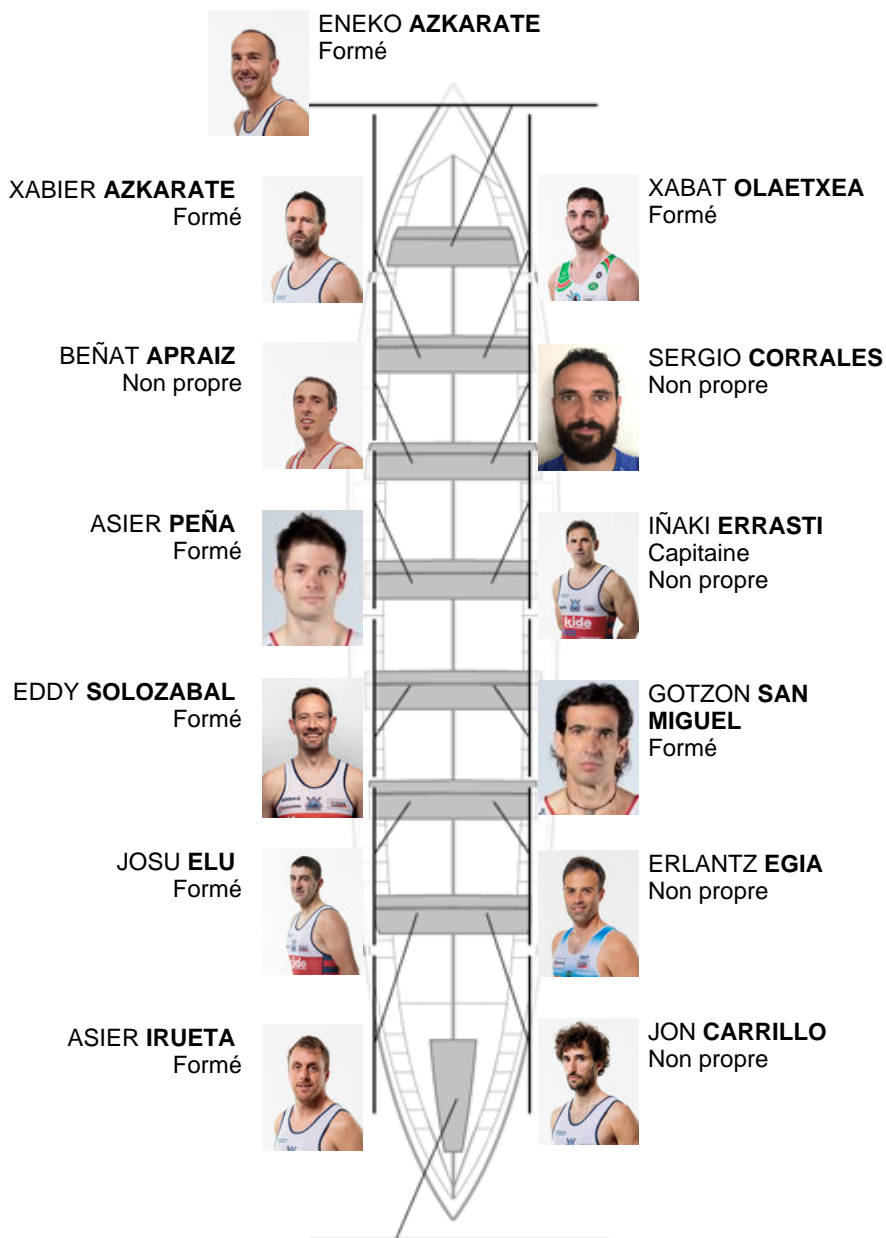 ENEKO AZKARATE
Formé
XABIER AZKARATE
Formé
XABAT OLAETXEA
Formé
BEÑAT APRAIZ
Non propre
SERGIO CORRALES
Non propre
ASIER PEÑA
Formé
IÑAKI ERRASTI
Capitaine
Non propre
kide
EDDY SOLOZABAL
Formé
GOTZON SAN
MIGUEL
Formé
JOSU ELU
Formé
kide
ERLANTZ EGIA
Non propre
ASIER IRUETA
Formé
JON CARRILLO
Non propre